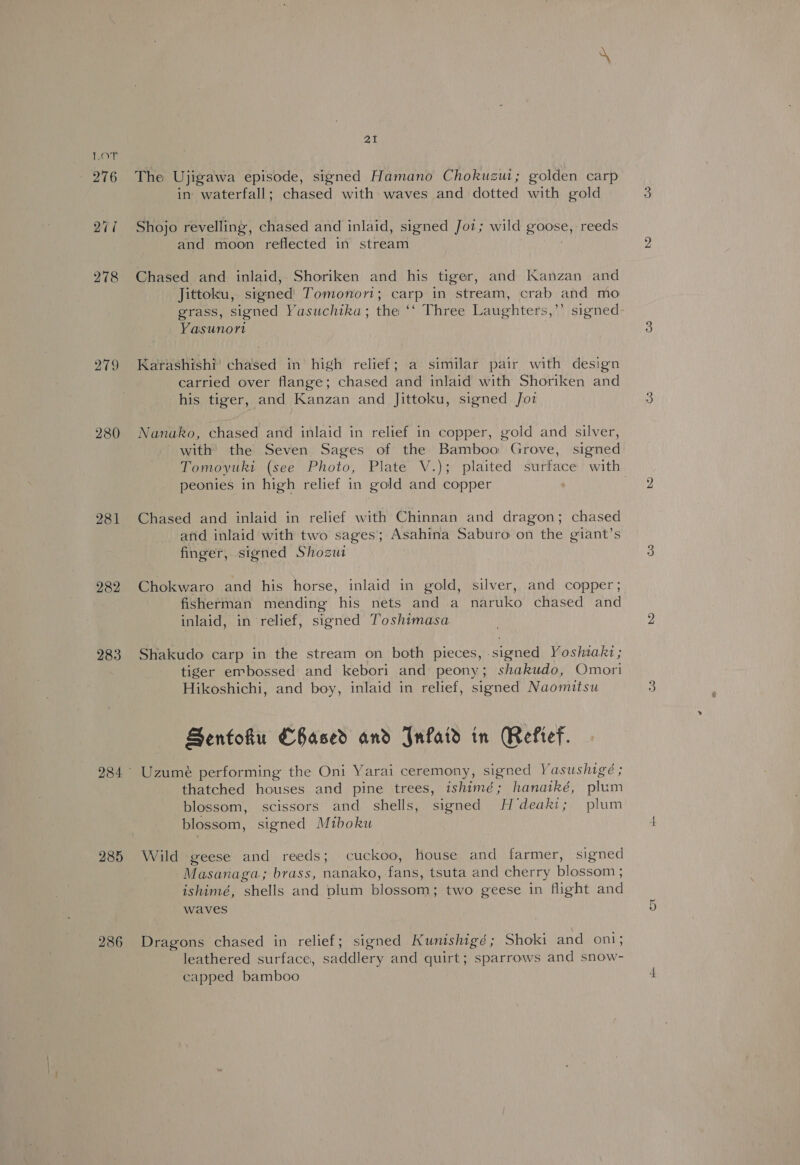 21
LOT
276 The Ujigawa episode, signed Hamano Chokuzui; golden carp
in waterfall; chased with waves and dotted with gold 3
277 Shojo revelling, chased and inlaid, signed Joi; wild goose, reeds
and moon reflected in stream 2
278 Chased and inlaid, Shoriken and his tiger, and Kanzan and
Jittoku, signed Tomonori; carp in stream, crab and mo
grass, signed Yasuchika; the ‘‘ Three Laughters,’’ signed
Yasunori 3
279 Karashishi chased in high relief; a similar pair with design
carried over flange; chased and inlaid with Shoriken and
his tiger, and Kanzan and Jittoku, signed Joi 3
280 Nanako, chased and inlaid in relief in copper, gold and silver,
with the Seven Sages of the Bamboo Grove, signed
Tomoyuki (see Photo, Plate V.); plaited surface with
peonies in high relief in gold and copper 2
281 Chased and inlaid in relief with Chinnan and dragon; chased
and inlaid with two sages; Asahina Saburo on the giant’s
finger, signed Shozui 3
282 Chokwaro and his horse, inlaid in gold, silver, and copper;
fisherman mending his nets and a naruko chased and
inlaid, in relief, signed Toshimasa 2
283 Shakudo carp in the stream on both pieces, signed Yoshiaki;
tiger embossed and kebori and peony; shakudo, Omori
Hikoshichi, and boy, inlaid in relief, signed Naomitsu 3
Sentoku Chased and Inlaid in Relief.
284 Uzumé performing the Oni Yarai ceremony, signed Yasushigé;
thatched houses and pine trees, ishimé; hanaiké, plum
blossom, scissors and shells, signed H'deaki; plum
blossom, signed Miboku 4
285 Wild geese and reeds; cuckoo, house and farmer, signed
Masanaga; brass, nanako, fans, tsuta and cherry blossom;
ishimé, shells and plum blossom; two geese in flight and
waves 5
286 Dragons chased in relief; signed Kunishigé; Shoki and oni;
leathered surface, saddlery and quirt; sparrows and snow-
capped bamboo 4